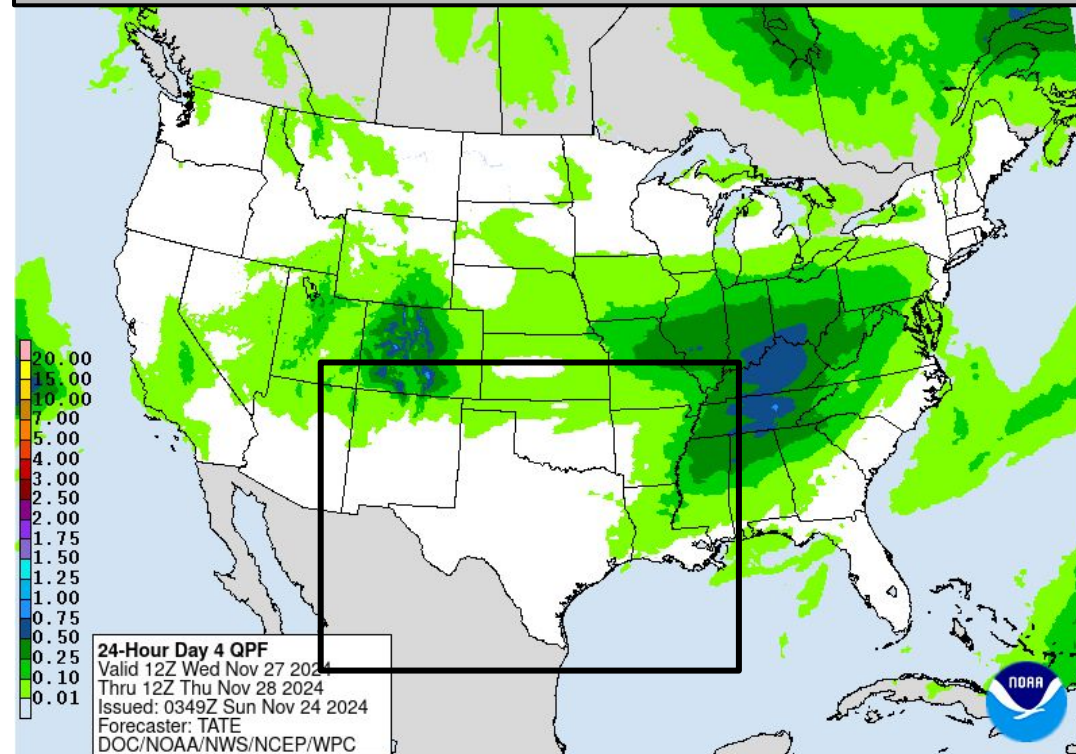 20.00
15.00
10.00
7.00
5.00
4.00
3.00
2.50
2.00
1.75
1.50
1.25
1.00
0.75
0.50
0.25
0.10
0.01
24-Hour Day 4 QPF
Valid 12Z Wed Nov 27 2024
Thru 12Z Thu Nov 28 2024
Issued: 0349Z Sun Nov 24 2024
Forecaster: TATE
DOC/NOAA/NWS/NCEP/WPC
NOAA